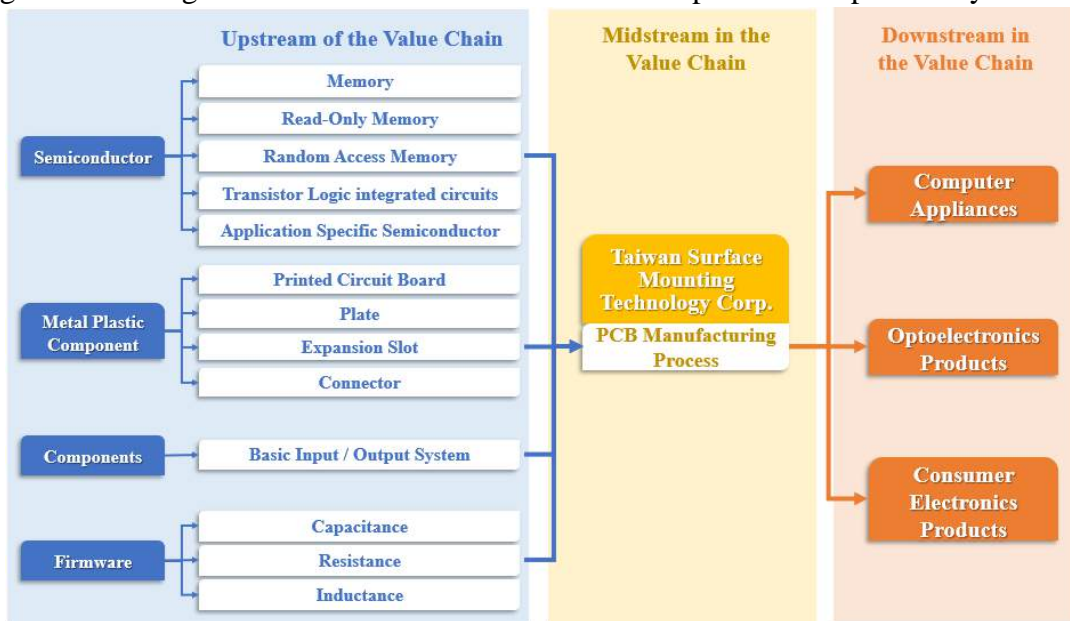 Upstream of the Value Chain
Semiconductor
Memory
Read-Only Memory
Random Access Memory
Transistor Logic integrated circuits
Application Specific Semiconductor
Metal Plastic
Component
Printed Circuit Board
Plate
Expansion Slot
Connector
Components
Basic Input / Output System
Firmware
Capacitance
Resistance
Inductance
Midstream in the
Value Chain
Taiwan Surface
Mounting
Technology Corp.
PCB Manufacturing
Process
Downstream in
the Value Chain
Computer
Appliances
Optoelectronics
Products
Consumer
Electronics
Products